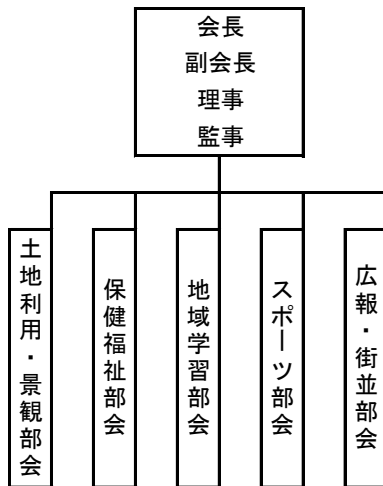 会長
副会長
理事
監事
土地利用・景観部会
保健福祉部会
地域学習部会
スポーツ部会
広報・街並部会